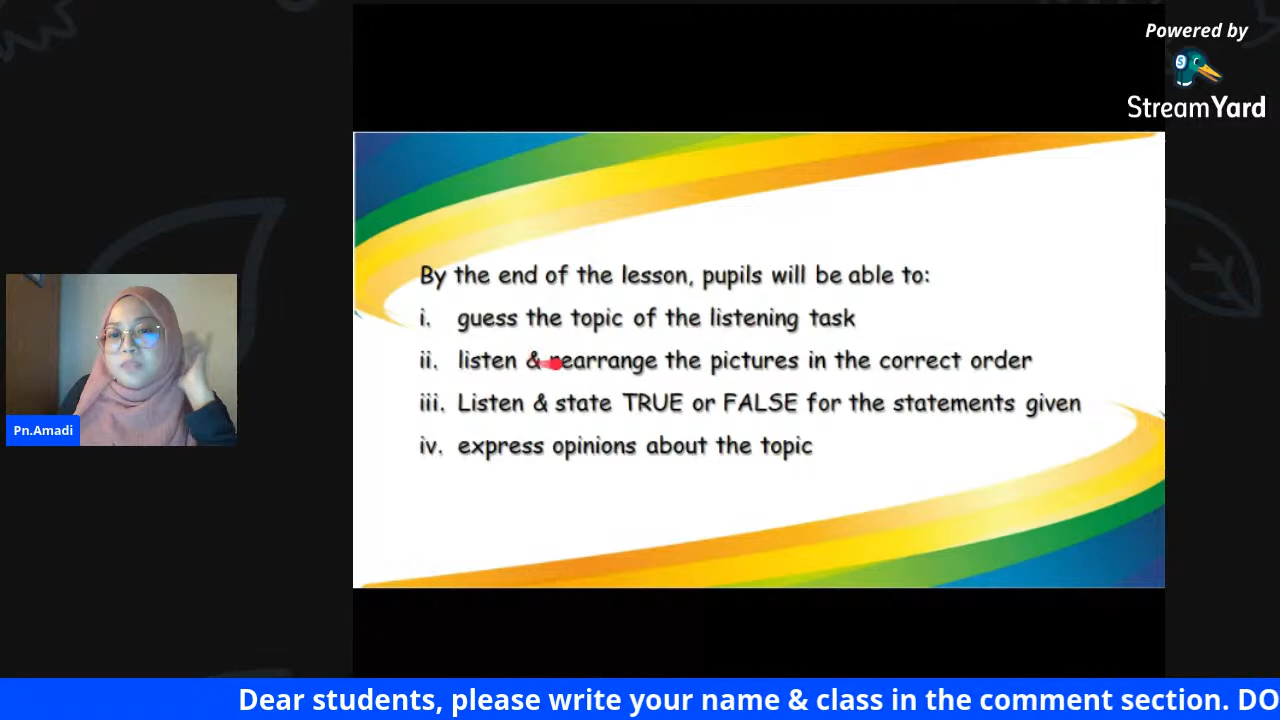 Powered by
StreamYard
By the end of the lesson, pupils will be able to:
i. guess the topic of the listening task
ii. listen & rearrange the pictures in the correct order
iii. Listen & state TRUE or FALSE for the statements given
iv. express opinions about the topic
Pn.Amadi
Dear students, please write your name & class in the comment section. DO